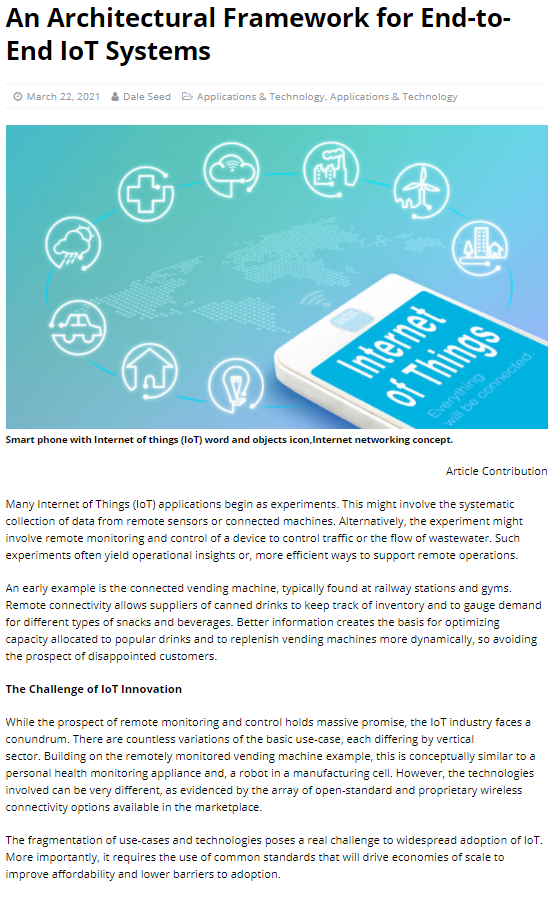 An Architectural Framework for End-to-
End IoT Systems
March 22, 2021 Dale Seed Applications & Technology, Applications & Technology
Internet
of Things
Everything
will be connected.
Smart phone with Internet of things (IoT) word and objects icon,Internet networking concept.
Article Contribution
Many Internet of Things (IoT) applications begin as experiments. This might involve the systematic
collection of data from remote sensors or connected machines. Alternatively, the experiment might
involve remote monitoring and control of a device to control traffic or the flow of wastewater. Such
experiments often yield operational insights or, more efficient ways to support remote operations.
An early example is the connected vending machine, typically found at railway stations and gyms.
Remote connectivity allows suppliers of canned drinks to keep track of inventory and to gauge demand
for different types of snacks and beverages. Better information creates the basis for optimizing
capacity allocated to popular drinks and to replenish vending machines more dynamically, so avoiding
the prospect of disappointed customers.
The Challenge of IoT Innovation
While the prospect of remote monitoring and control holds massive promise, the IoT industry faces a
conundrum. There are countless variations of the basic use-case, each differing by vertical
sector. Building on the remotely monitored vending machine example, this is conceptually similar to a
personal health monitoring appliance and, a robot in a manufacturing cell. However, the technologies
involved can be very different, as evidenced by the array of open-standard and proprietary wireless
connectivity options available in the marketplace.
The fragmentation of use-cases and technologies poses a real challenge to widespread adoption of IoT.
More importantly, it requires the use of common standards that will drive economies of scale to
improve affordability and lower barriers to adoption.